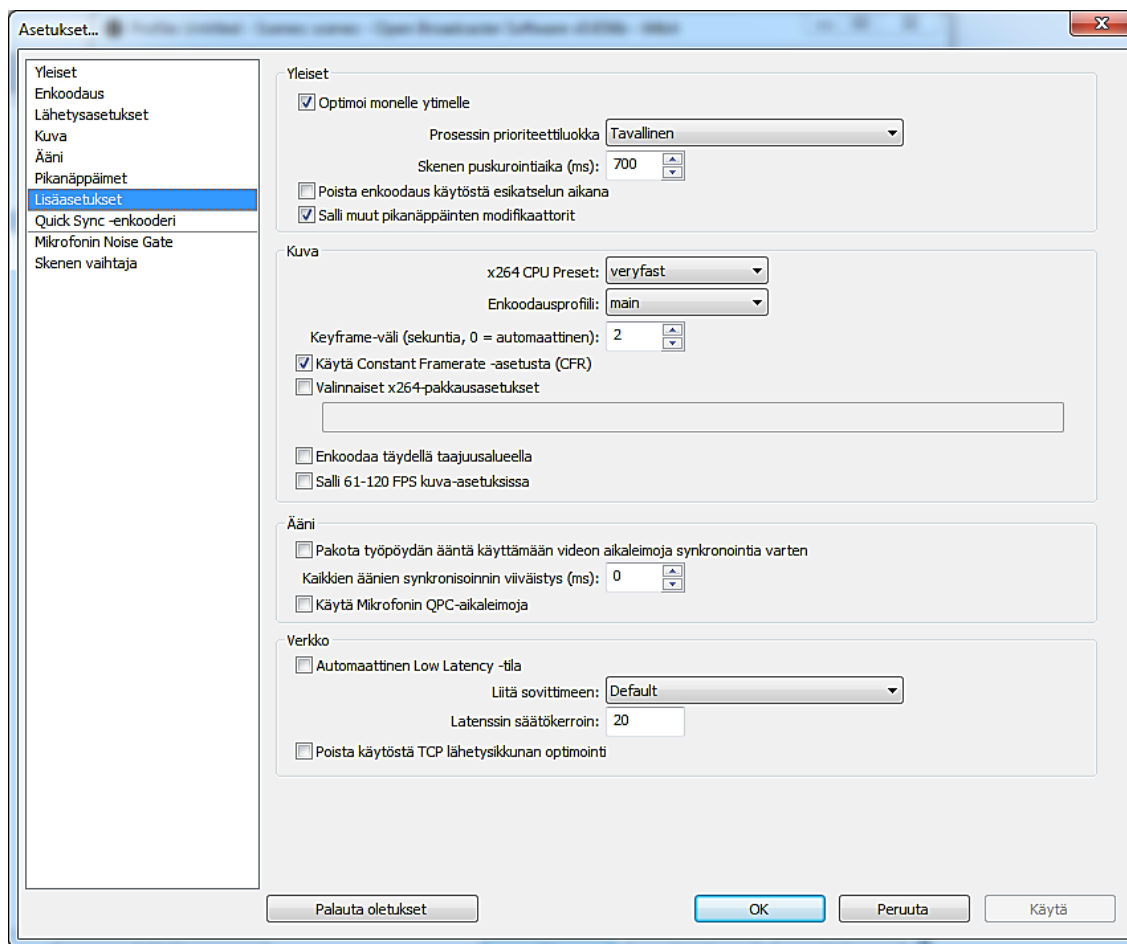 Asetukset...
Yleiset
Enkoodaus
Lähetysasetukset
Kuva
Ääni
Pikanäppäimet
Lisäasetukset
Quick Sync -enkooderi
Mikrofonin Noise Gate
Skenen vaihtaja
Yleiset
Optimoi monelle ytimelle
Prosessin prioriteettiluokka Tavallinen
Skenen puskurointiaika (ms): 700
Poista enkoodaus käytöstä esikatselun aikana
Salli muut pikanäppäinten modifikaattorit
Kuva
x264 CPU Preset: veryfast
Enkoodausprofiili: main
Keyframe-väli (sekuntia, 0 = automaattinen): 2
Käytä Constant Framerate -asetusta (CFR)
Valinnaiset x264-pakkausasetukset
Enkoodaa täydellä taajuusalueella
Salli 61-120 FPS kuva-asetuksissa
Ääni
Pakota työpöydän ääntä käyttämään videon aikaleimoja synkronointia varten
Kaikkien äänien synkronisoinnin viiväistys (ms): 0
Käytä Mikrofonin QPC-aikaleimoja
Verkko
Automaattinen Low Latency -tila
Liitä sovittimeen: Default
Latenssin säätökerroin: 20
Poista käytöstä TCP lähetysikkunan optimointi
Palauta oletukset
OK
Peruuta
Käytä